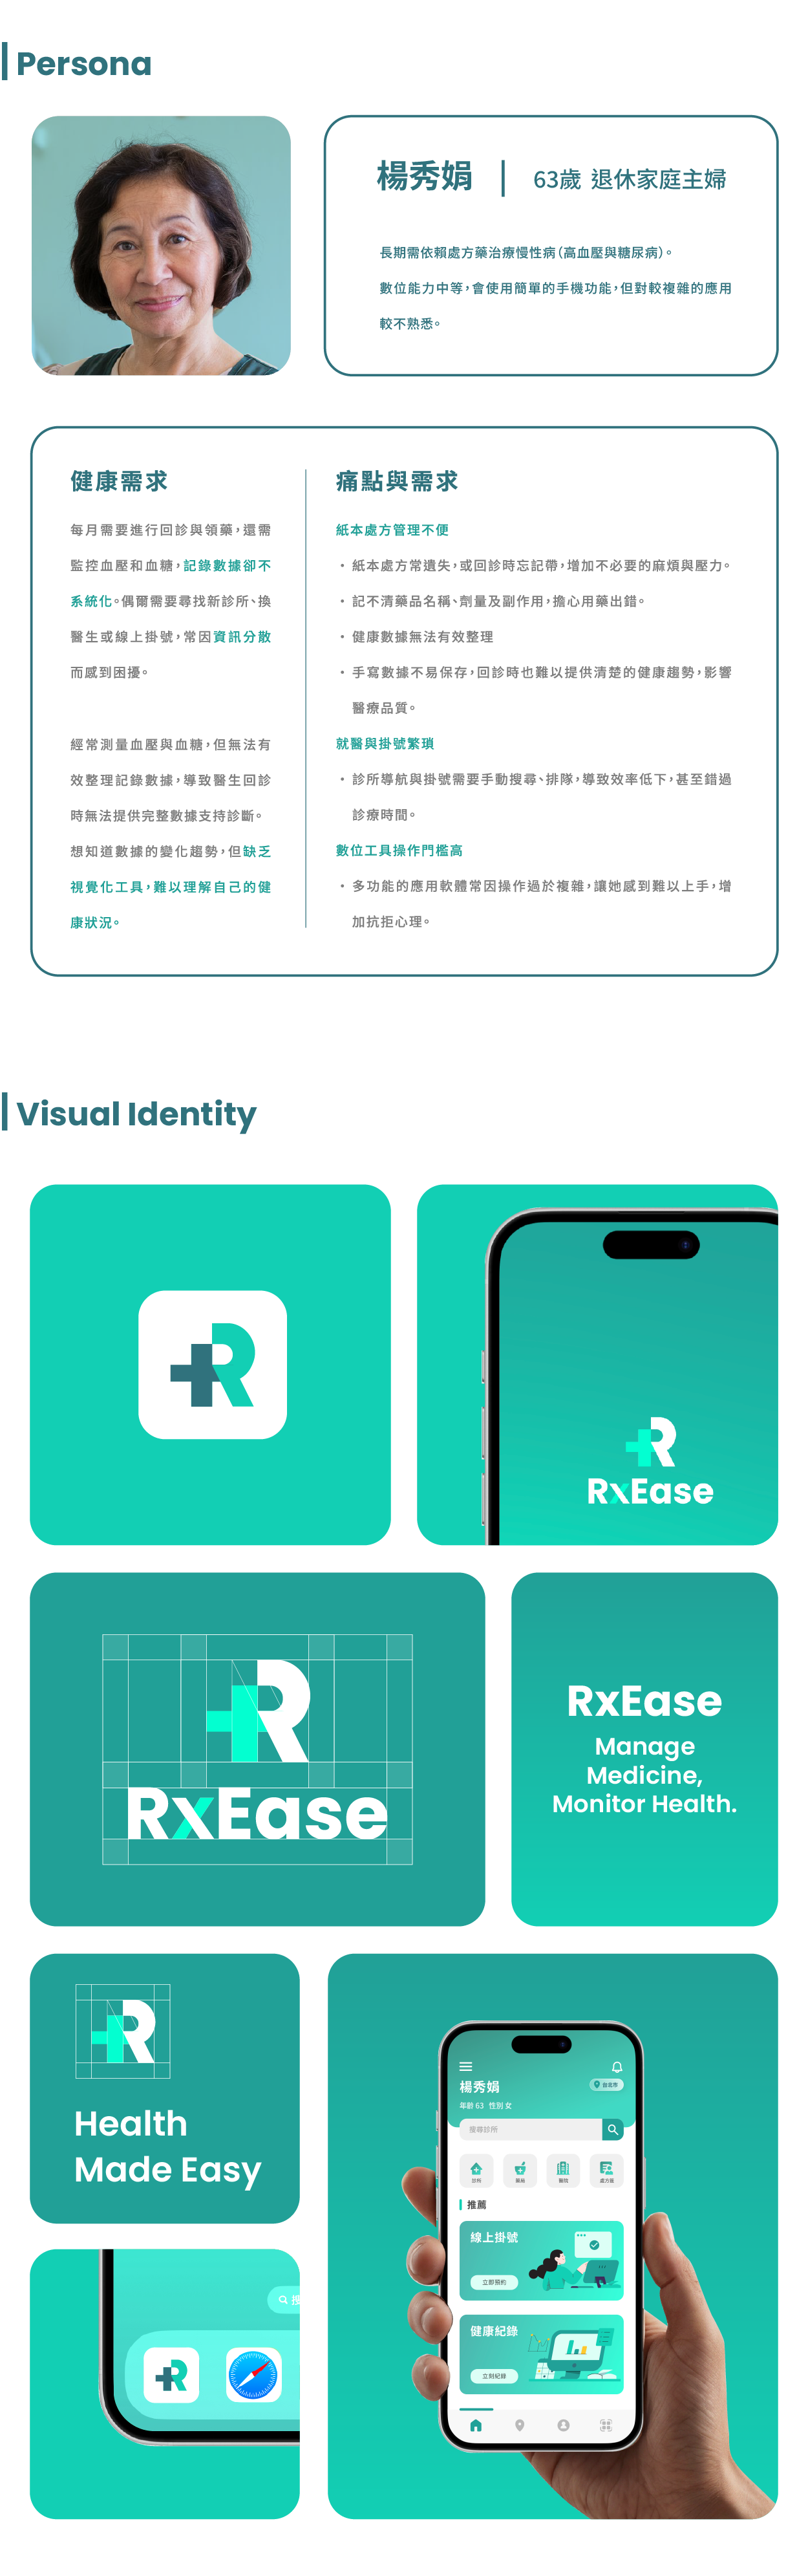 Persona
楊秀娟
63歲 退休家庭主婦
長期需依賴處方藥治療慢性病(高血壓與糖尿病)。
數位能力中等，會使用簡單的手機功能，但對較複雜的應用
較不熟悉。
健康需求
每月需要進行回診與領藥，還需
監控血壓和血糖，記錄數據卻不
系統化。偶爾需要尋找新診所、換
醫生或線上掛號，常因資訊分散
而感到困擾。
經常測量血壓與血糖，但無法有
效整理記錄數據，導致醫生回診
時無法提供完整數據支持診斷。
想知道數據的變化趨勢，但缺乏
視覺化工具，難以理解自己的健
康狀況。
痛點與需求
紙本處方管理不便
・紙本處方常遺失，或回診時忘記帶，增加不必要的麻煩與壓力。
・記不清藥品名稱、劑量及副作用，擔心用藥出錯。
・健康數據無法有效整理
・手寫數據不易保存，回診時也難以提供清楚的健康趨勢，影響
醫療品質。
就醫與掛號繁瑣
・診所導航與掛號需要手動搜尋、排隊，導致效率低下，甚至錯過
診療時間。
數位工具操作門檻高
・多功能的應用軟體常因操作過於複雜，讓她感到難以上手，增
加抗拒心理。
Visual Identity
R
R
RxEase
R
RxEase
RxEase
Manage
Medicine,
Monitor Health.
R
Health
Made Easy
搜
R
楊秀娟
台北市
年齡 63 性別 女
搜尋診所
診所
藥局
醫院
處方箋
推薦
線上掛號
立即預約
健康紀錄
立刻紀錄